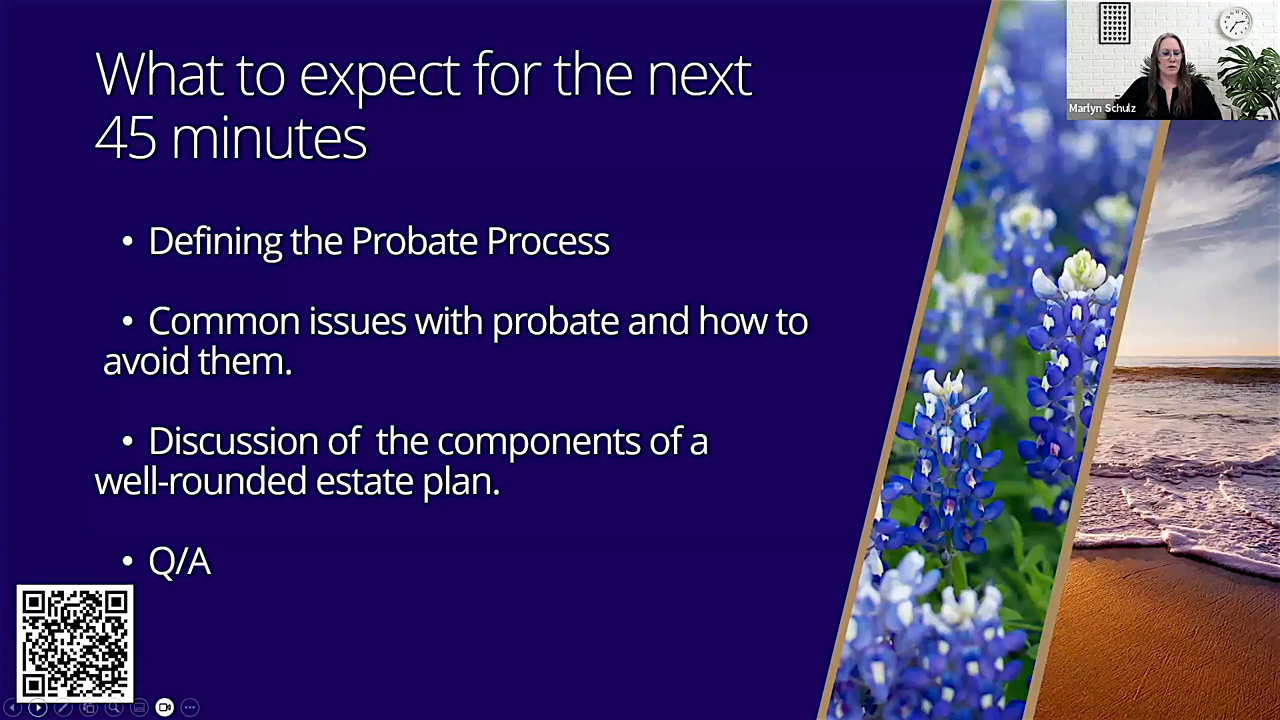 What to expect for the next
45 minutes
• Defining the Probate Process
• Common issues with probate and how to
avoid them.
• Discussion of  the components of a
well-rounded estate plan.
• Q/A
Marlyn Schulz